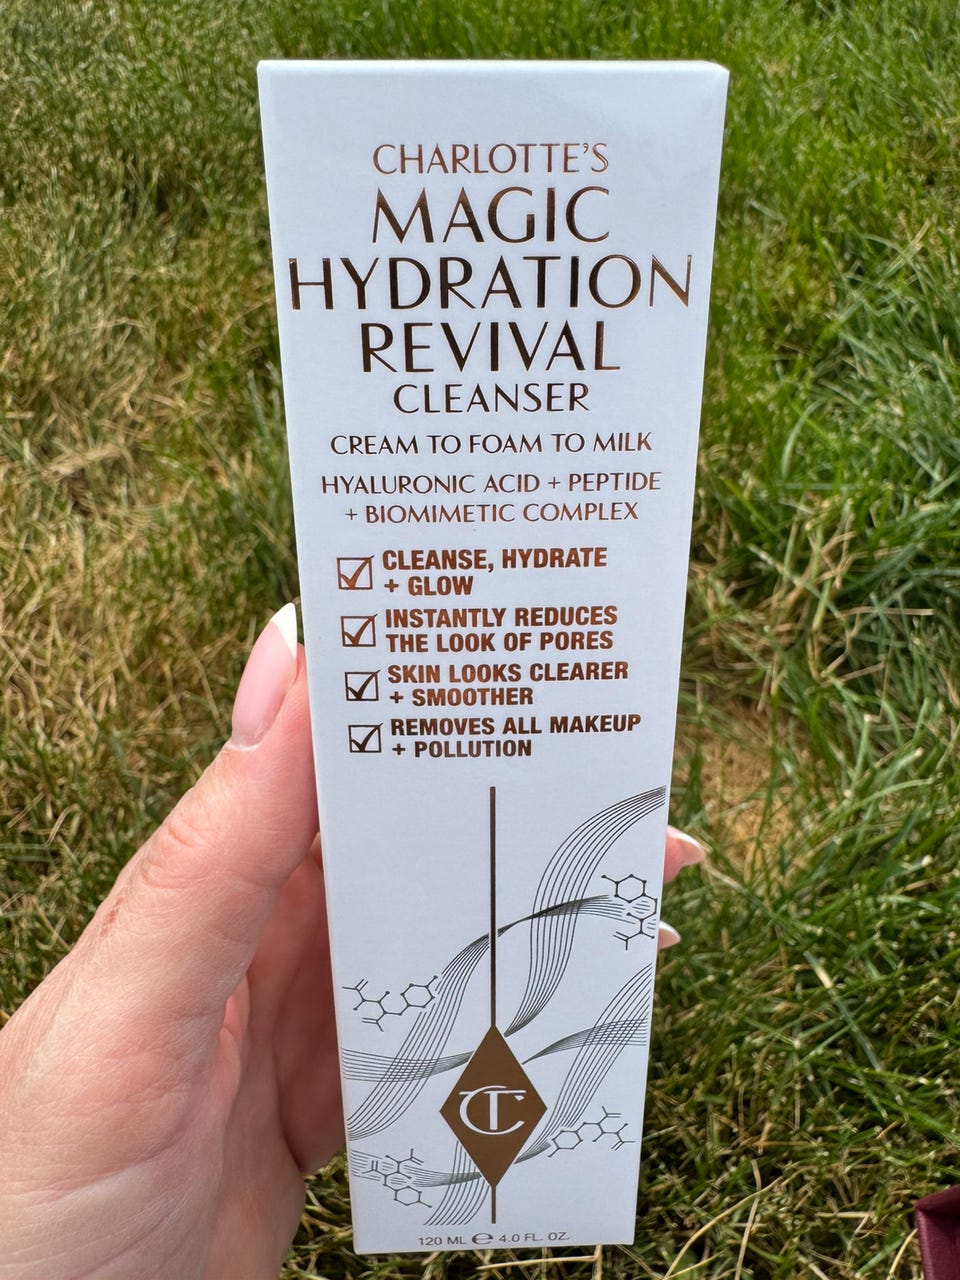 CHARLOTTE'S
MAGIC
HYDRATION
REVIVAL
CLEANSER
CREAM TO FOAM TO MILK
HYALURONIC ACID + PEPTIDE
+ BIOMIMETIC COMPLEX
CLEANSE, HYDRATE
+ GLOW
INSTANTLY REDUCES
THE LOOK OF PORES
SKIN LOOKS CLEARER
+ SMOOTHER
REMOVES ALL MAKEUP
+ POLLUTION
CT
120 ML ℮ 4.0 FL. OZ.